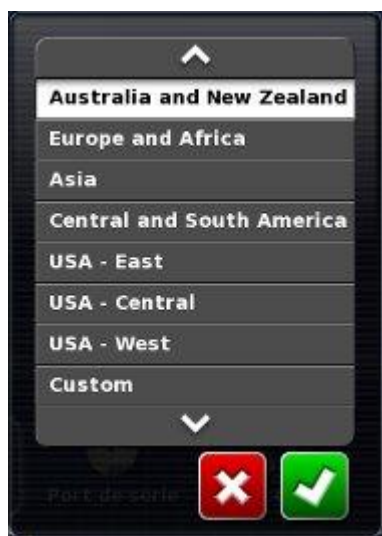 Australia and New Zealand
Europe and Africa
Asia
Central and South America
USA - East
USA - Central
USA - West
Custom
Port de série